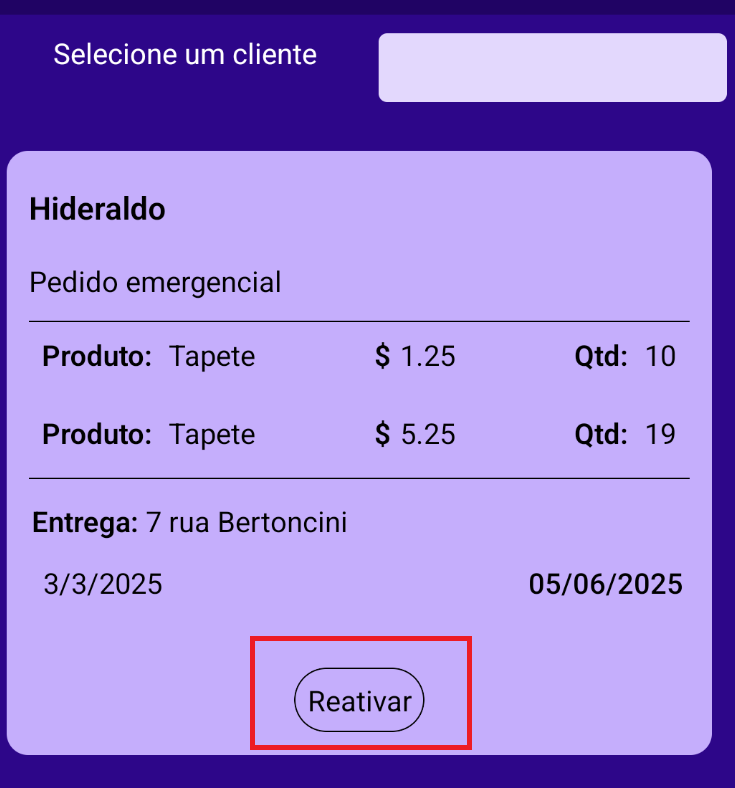 Selecione um cliente
Hideraldo
Pedido emergencial
Produto: Tapete $ 1.25 Qtd: 10
Produto: Tapete $ 5.25 Qtd: 19
Entrega: 7 rua Bertoncini
3/3/2025 05/06/2025
Reativar